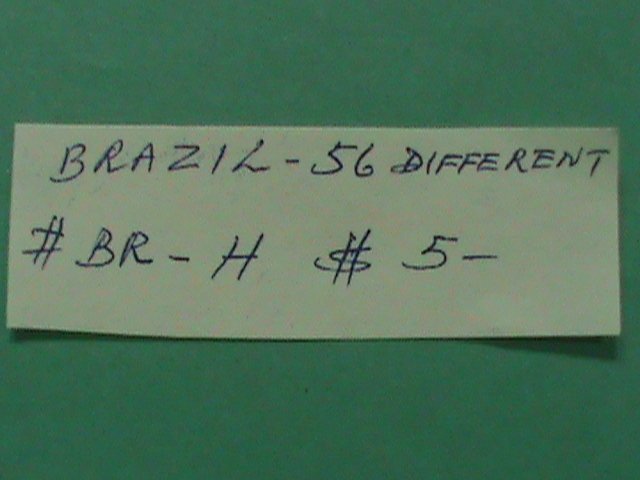 BRAZIL - 56 DIFFERENT
# BR - H $ 5 -